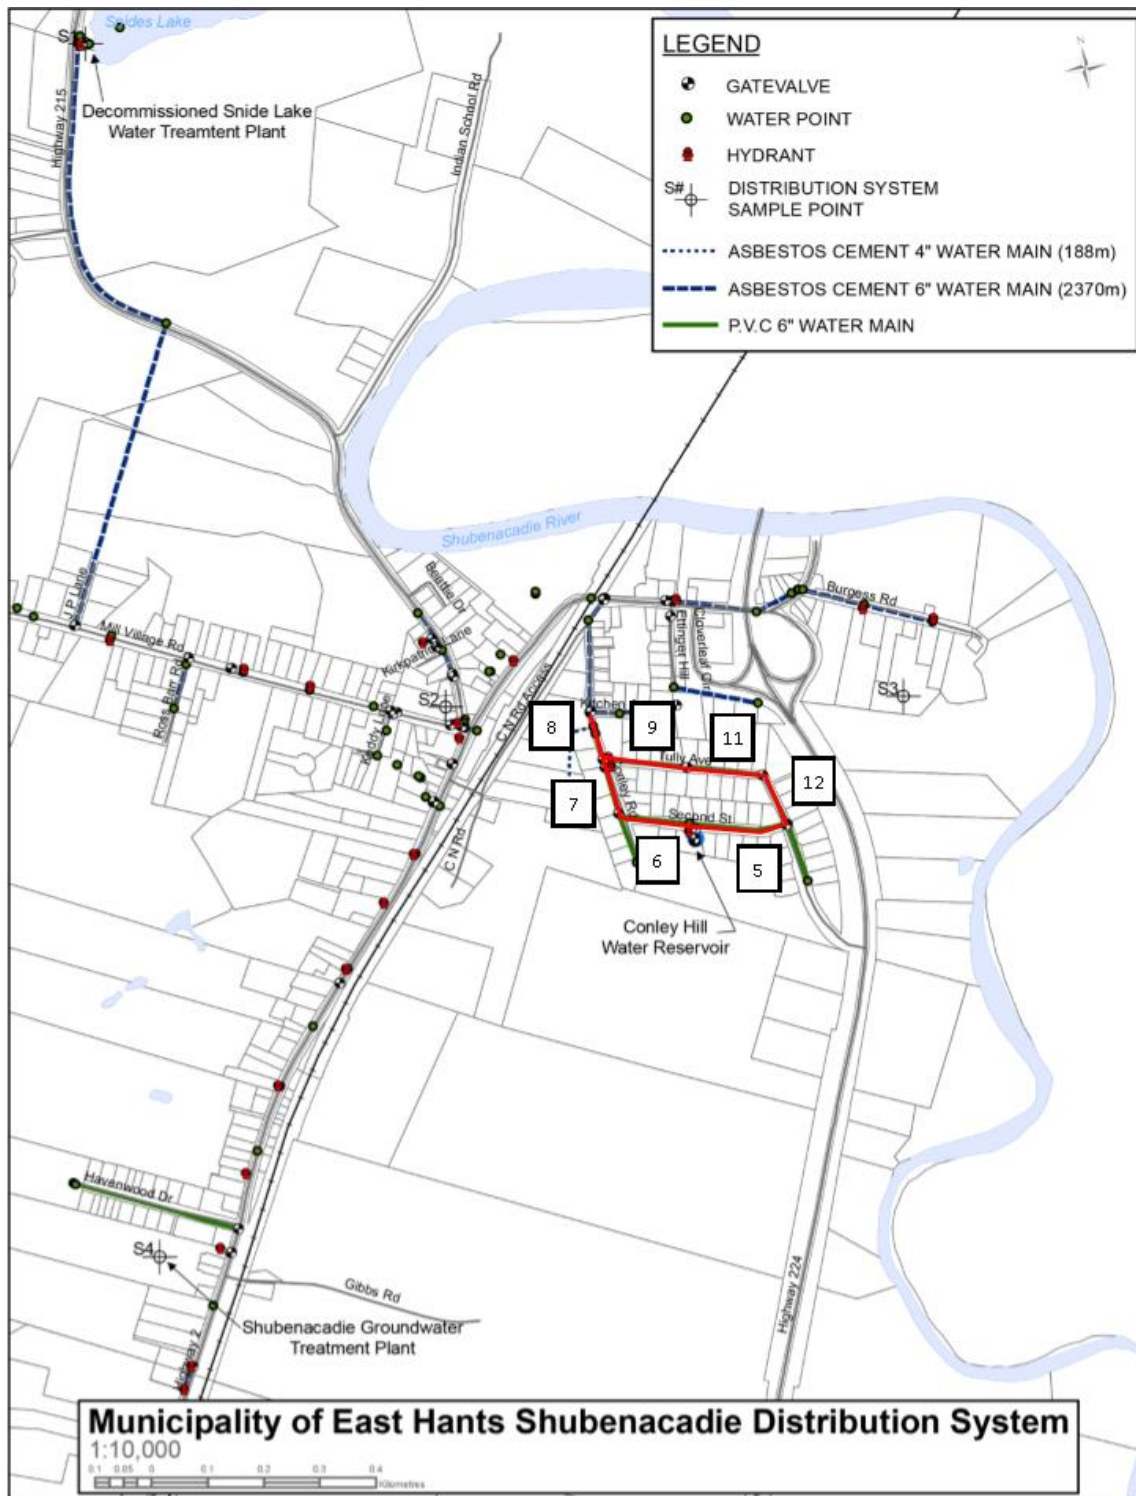 Snides Lake
S1
Decommissioned Snide Lake
Water Treamtent Plant
Highway 215
Indian School Rd
LEGEND
N
GATEVALVE
WATER POINT
HYDRANT
S#
DISTRIBUTION SYSTEM
SAMPLE POINT
ASBESTOS CEMENT 4" WATER MAIN (188m)
ASBESTOS CEMENT 6" WATER MAIN (2370m)
P.V.C 6" WATER MAIN
Shubenacadie River
J P Lane
Mill Village Rd
Beattie Dr
Ross Barr Rd
S2
C N Rd Access
C N Rd
Kitchen
Ettinger Hill
Cloverleaf Cir
Burgess Rd
S3
8
9
11
12
Tully Ave
7
Conley Rd
Second St
6
5
Conley Hill
Water Reservoir
Havenwood Dr
S4
Gibbs Rd
Shubenacadie Groundwater
Treatment Plant
Highway 2
Highway 224
Municipality of East Hants Shubenacadie Distribution System
1:10,000
0.1 0.05 0 0.1 0.2 0.3 0.4
Kilometres